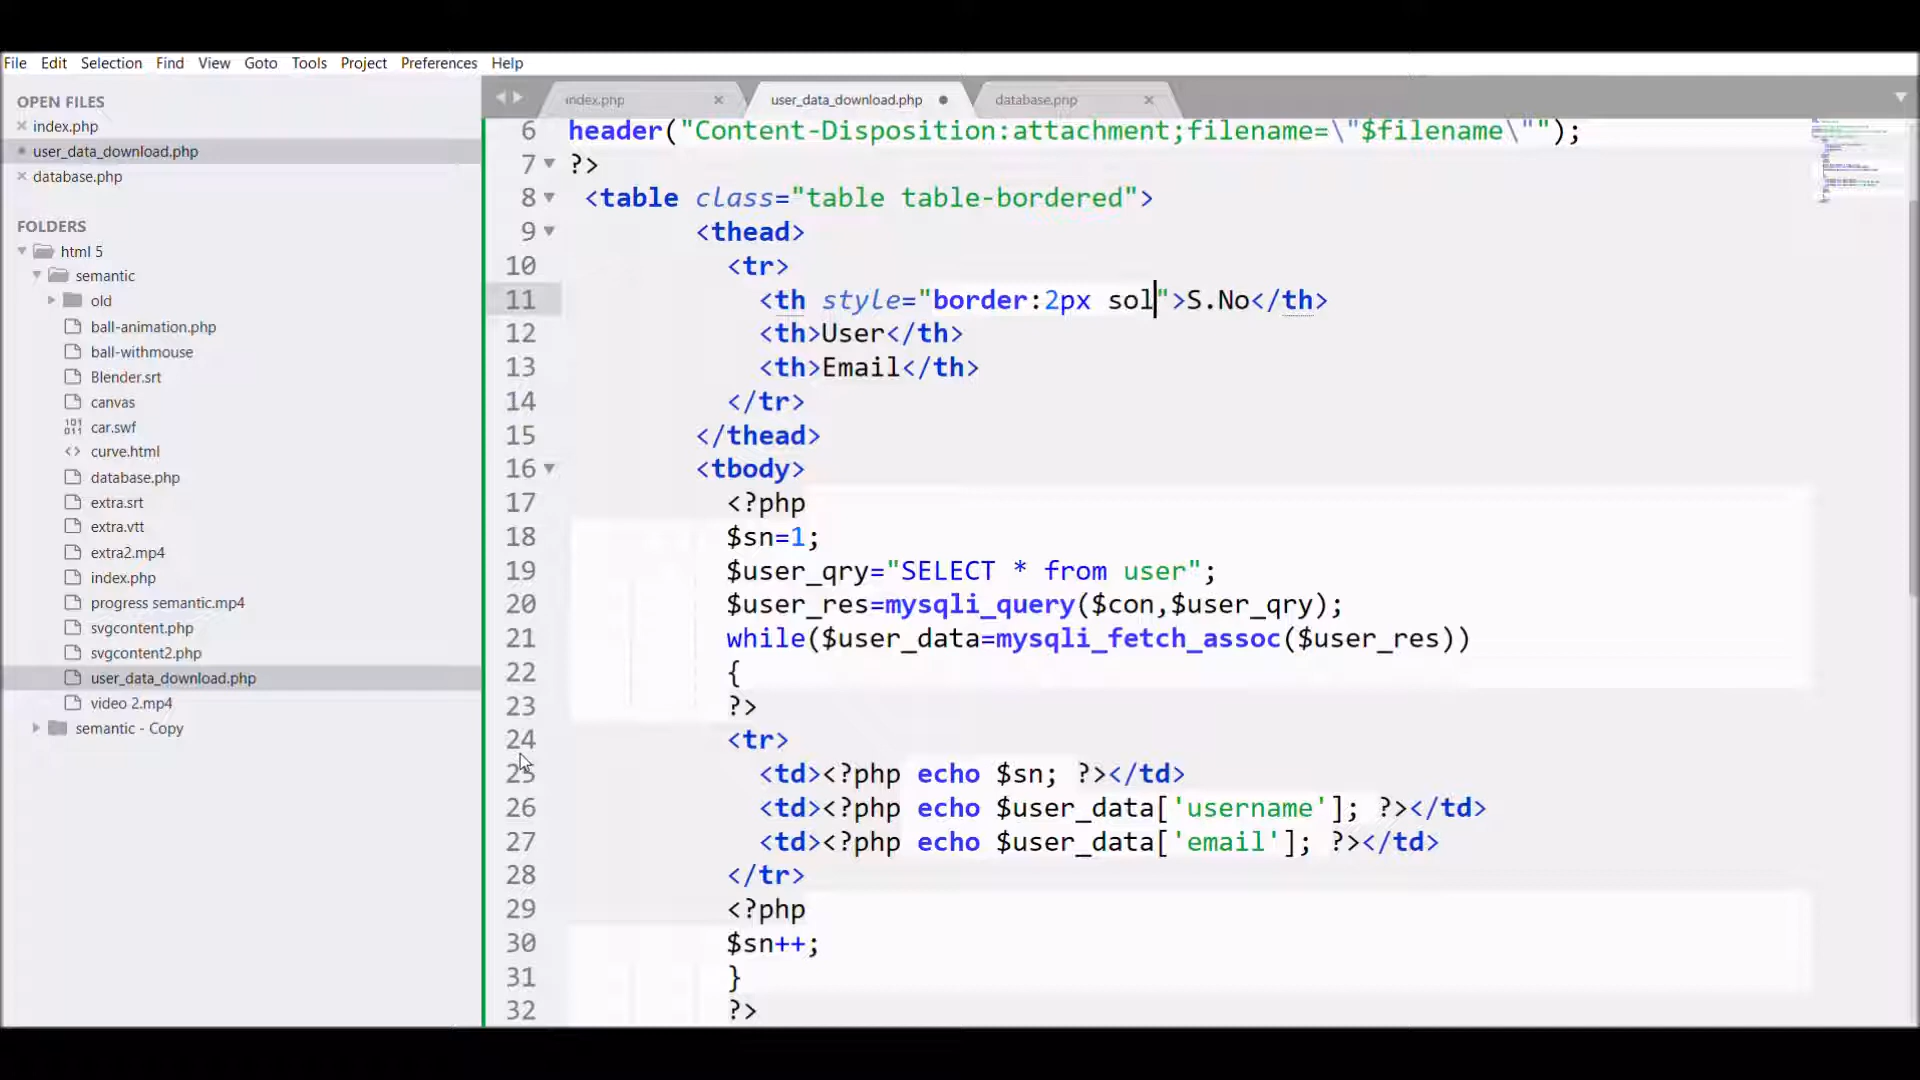 File Edit Selection Find View Goto Tools Project Preferences Help
OPEN FILES
index.php
user_data_download.php
database.php
FOLDERS
html 5
semantic
old
ball-animation.php
ball-withmouse
Blender.srt
canvas
car.swf
curve.html
database.php
extra.srt
extra.vtt
extra2.mp4
index.php
progress semantic.mp4
svgcontent.php
svgcontent2.php
user_data_download.php
video 2.mp4
semantic - Copy
index.php user_data_download.php database.php
6 header("Content-Disposition:attachment;filename=\"$filename\"");
7 ?>
8 <table class="table table-bordered">
9 <thead>
10 <tr>
11 <th style="border:2px sol">S.No</th>
12 <th>User</th>
13 <th>Email</th>
14 </tr>
15 </thead>
16 <tbody>
17 <?php
18 $sn=1;
19 $user_qry="SELECT * from user";
20 $user_res=mysqli_query($con,$user_qry);
21 while($user_data=mysqli_fetch_assoc($user_res))
22 {
23 ?>
24 <tr>
25 <td><?php echo $sn; ?></td>
26 <td><?php echo $user_data['username']; ?></td>
27 <td><?php echo $user_data['email']; ?></td>
28 </tr>
29 <?php
30 $sn++;
31 }
32 ?>